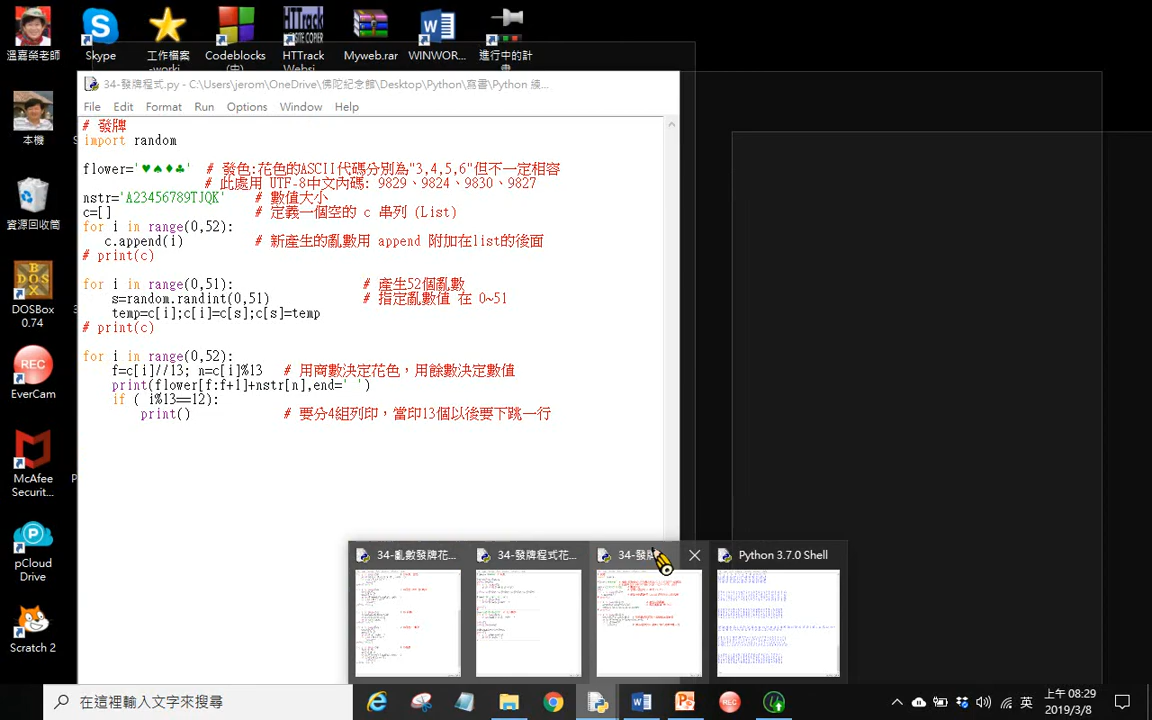 溫嘉榮老師
Skype
工作檔案
-worki
Codeblocks
(中)
HTTrack
Websi...
Myweb.rar
WINWOR...
進行中的計
HTTrack
SITE COPIER
34-發牌程式.py - C:\Users\jerom\OneDrive\佛陀紀念館\Desktop\Python\寫書\Python 練...
File Edit Format Run Options Window Help
# 發牌
import random
flower='♥♠♦♣' # 發色:花色的ASCII代碼分別為"3,4,5,6"但不一定相容
# 此處用 UTF-8中文內碼: 9829、9824、9830、9827
nstr='A23456789TJQK' # 數值大小
c=[] # 定義一個空的 c 串列 (List)
for i in range(0,52):
c.append(i) # 新產生的亂數用 append 附加在list的後面
# print(c)
for i in range(0,51): # 產生52個亂數
s=random.randint(0,51) # 指定亂數值 在 0~51
temp=c[i];c[i]=c[s];c[s]=temp
# print(c)
for i in range(0,52):
f=c[i]//13; n=c[i]%13 # 用商數決定花色，用餘數決定數值
print(flower[f:f+1]+nstr[n],end=' ')
if ( i%13==12):
print() # 要分4組列印，當印13個以後要下跳一行
本機
資源回收筒
DOSBox
0.74
REC
EverCam
McAfee
Securit...
pCloud
Drive
Scratch 2
34-亂數發牌花...
34-發牌程式花...
34-發牌
Python 3.7.0 Shell
在這裡輸入文字來搜尋
英
上午 08:29
2019/3/8